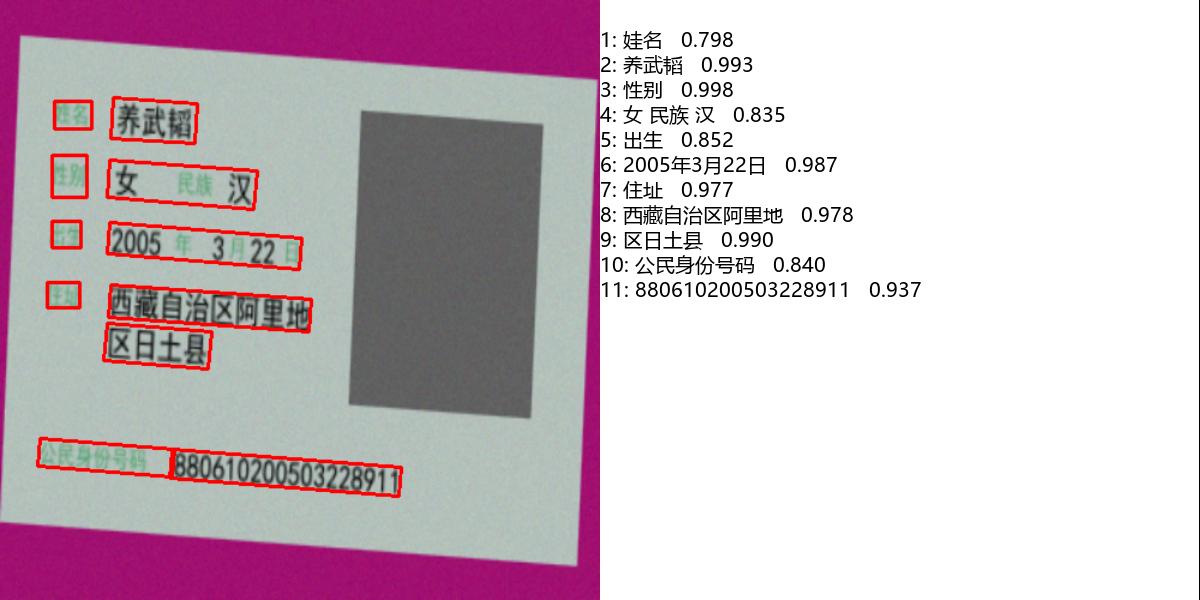 姓名 养武韬
性别 女 民族 汉
出生 2005 年 3 月 22 日
住址 西藏自治区阿里地
区日土县
公民身份号码 880610200503228911
1: 娃名 0.798
2: 养武韬 0.993
3: 性别 0.998
4: 女 民族 汉 0.835
5: 出生 0.852
6: 2005年3月22日 0.987
7: 住址 0.977
8: 西藏自治区阿里地 0.978
9: 区日土县 0.990
10: 公民身份号码 0.840
11: 880610200503228911 0.937